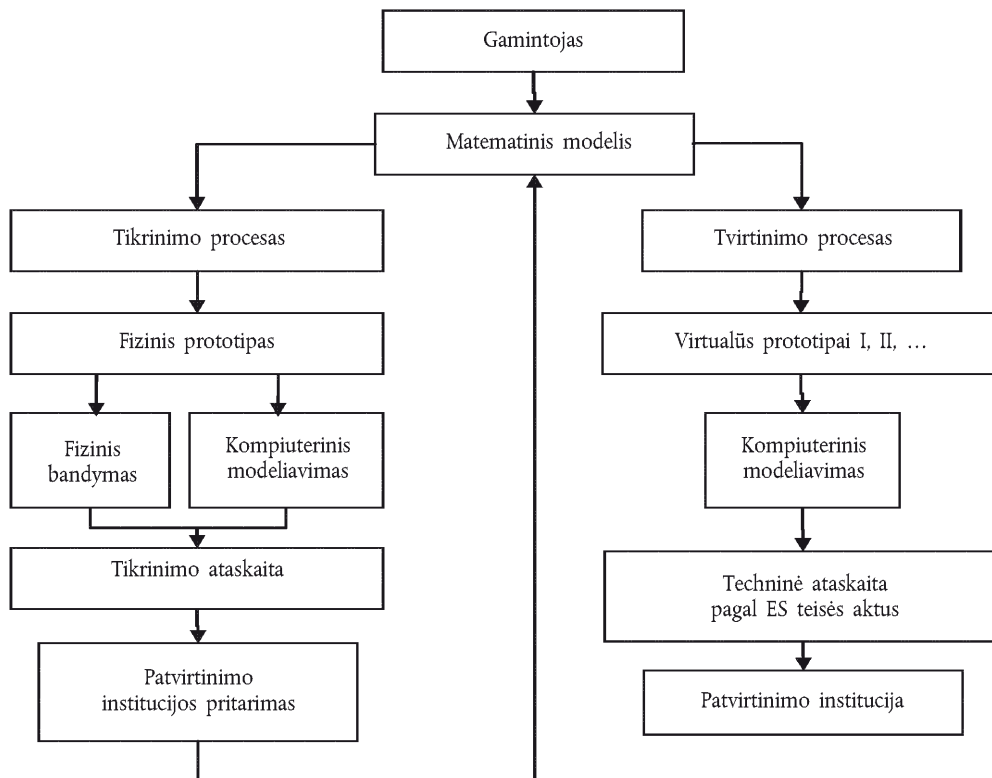 Gamintojas
Matematinis modelis
Tikrinimo procesas
Fizinis prototipas
Fizinis
bandymas
Kompiuterinis
modeliavimas
Tikrinimo ataskaita
Patvirtinimo
institucijos pritarimas
Tvirtinimo procesas
Virtualūs prototipai I, II, …
Kompiuterinis
modeliavimas
Techninė ataskaita
pagal ES teisės aktus
Patvirtinimo institucija